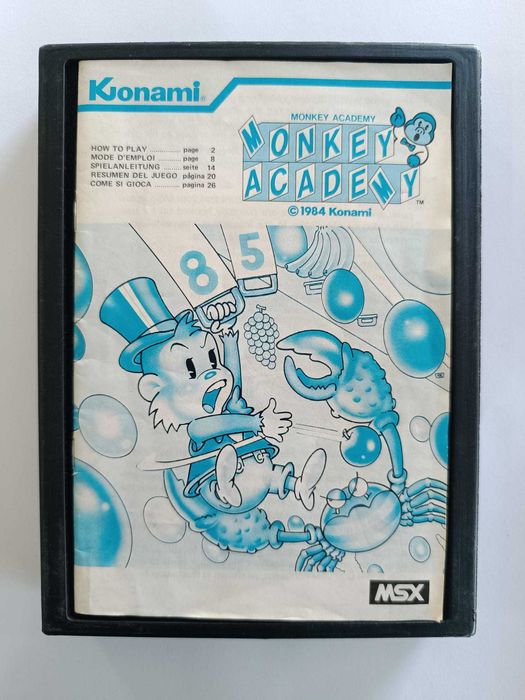 Konami®
MONKEY ACADEMY
MONKEY
ACADEMY™
©1984 Konami
HOW TO PLAY ............ page 2
MODE D'EMPLOI ......... page 8
SPIELANLEITUNG ........ seite 14
RESUMEN DEL JUEGO página 20
COME SI GIOCA .......... pagina 26
8 5
MSX